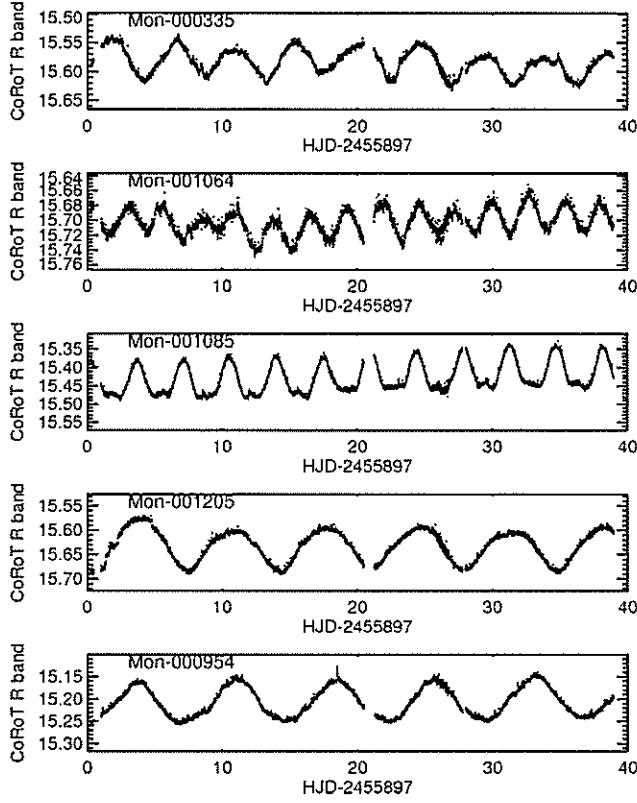 Mon-000335
CoRoT R band
15.50
15.55
15.60
15.65
0 10 20 30 40
HJD-2455897
Mon-001064
CoRoT R band
15.64
15.66
15.68
15.70
15.72
15.74
15.76
0 10 20 30 40
HJD-2455897
Mon-001085
CoRoT R band
15.35
15.40
15.45
15.50
15.55
0 10 20 30 40
HJD-2455897
Mon-001205
CoRoT R band
15.55
15.60
15.65
15.70
0 10 20 30 40
HJD-2455897
Mon-000954
CoRoT R band
15.15
15.20
15.25
15.30
0 10 20 30 40
HJD-2455897